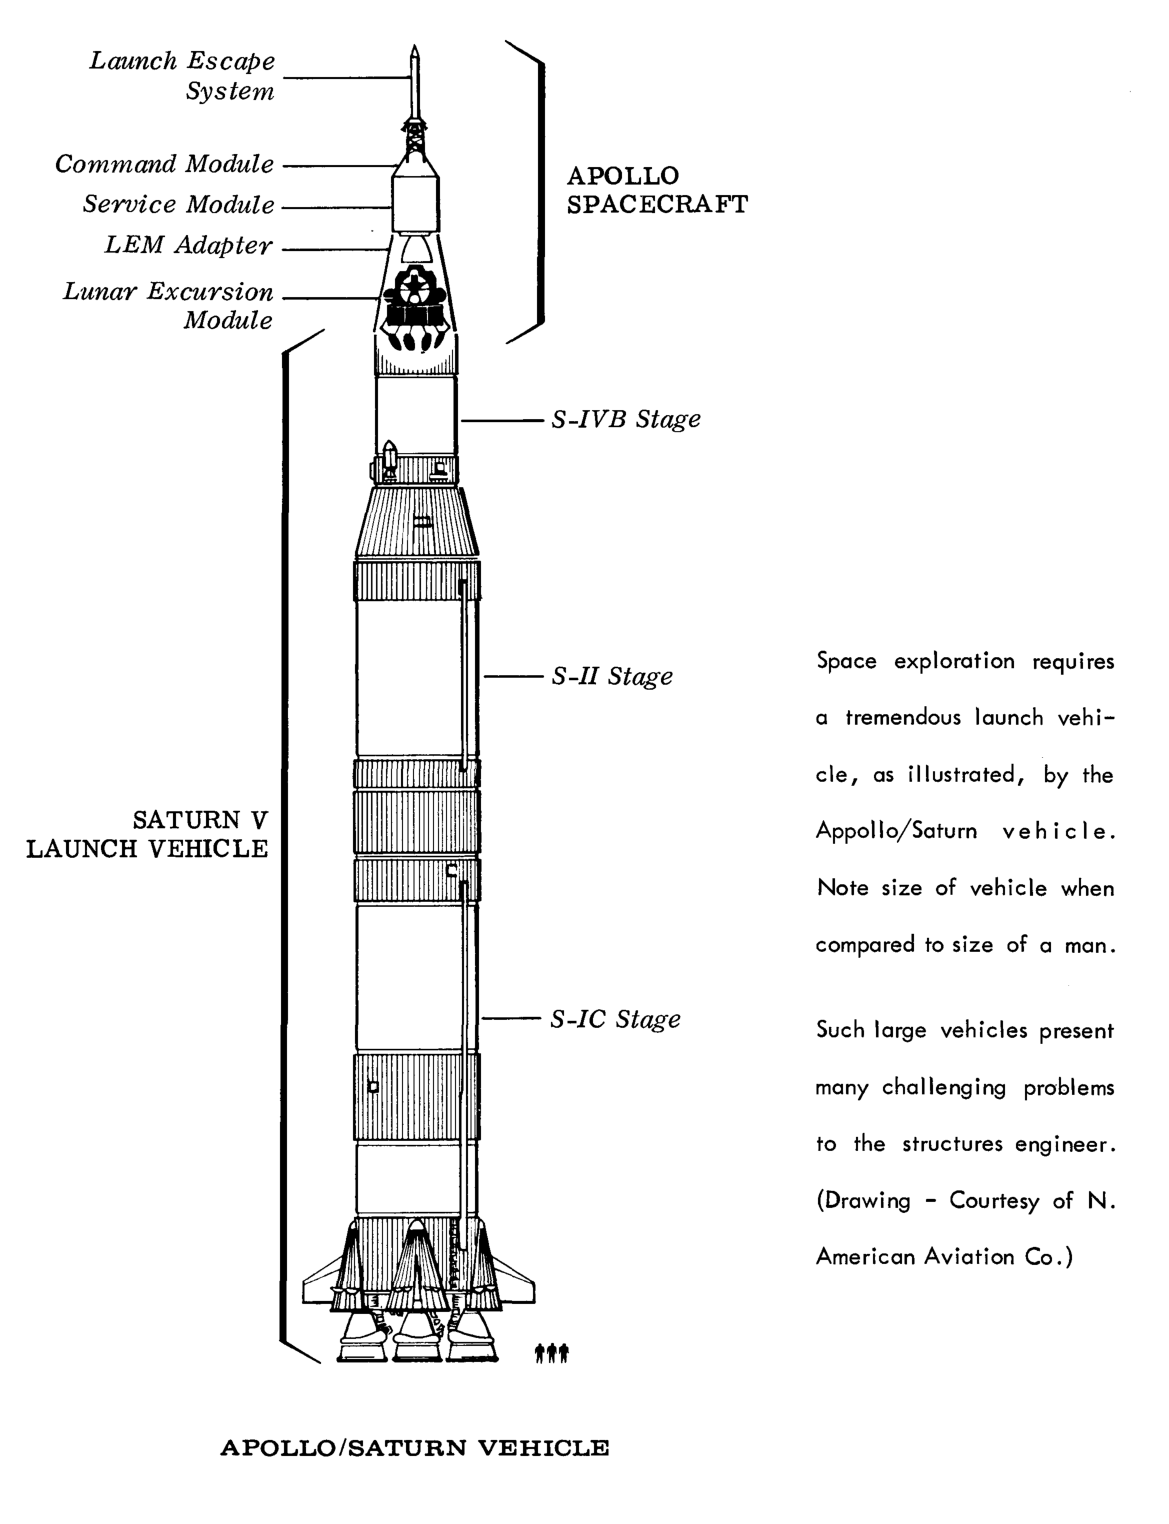 Launch Escape
System
Command Module
Service Module
LEM Adapter
Lunar Excursion
Module
APOLLO
SPACECRAFT
S-IVB Stage
S-II Stage
SATURN V
LAUNCH VEHICLE
S-IC Stage
Space exploration requires
a tremendous launch vehi-
cle, as illustrated, by the
Appollo/Saturn vehicle.
Note size of vehicle when
compared to size of a man.
Such large vehicles present
many challenging problems
to the structures engineer.
(Drawing - Courtesy of N.
American Aviation Co.)
APOLLO/SATURN VEHICLE